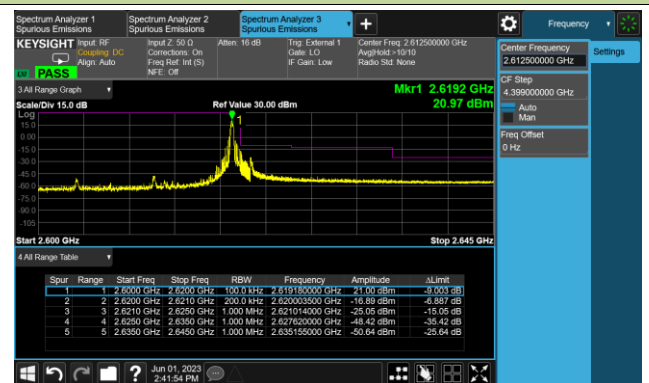 Spectrum Analyzer 1
Spurious Emissions
Spectrum Analyzer 2
Spurious Emissions
Spectrum Analyzer 3
Spurious Emissions
Frequency
KEYSIGHT
Input: RF
Coupling: DC
Align: Auto
Input Z: 50 Ω
Corrections: On
Freq Ref: Int (S)
NFE: Off
Atten: 16 dB
Trig: External 1
Gate: LO
IF Gain: Low
Center Freq: 2.612500000 GHz
Avg|Hold:>10/10
Radio Std: None
PASS
Center Frequency
2.612500000 GHz
Settings
CF Step
4.399000000 GHz
Auto
Man
Freq Offset
0 Hz
3 All Range Graph
Mkr1 2.6192 GHz
20.97 dBm
Scale/Div 15.0 dB
Ref Value 30.00 dBm
Log
1
15.0
0.00
-15.0
-30.0
-45.0
-60.0
-75.0
-90.0
-105
Start 2.600 GHz
Stop 2.645 GHz
4 All Range Table
Spur Range Start Freq Stop Freq RBW Frequency Amplitude ΔLimit
1 1 2.6000 GHz 2.6200 GHz 100.0 kHz 2.619180000 GHz 21.00 dBm -9.003 dB
2 2 2.6200 GHz 2.6210 GHz 200.0 kHz 2.620003500 GHz -16.89 dBm -6.887 dB
3 3 2.6210 GHz 2.6250 GHz 1.000 MHz 2.621014000 GHz -25.05 dBm -15.05 dB
4 4 2.6250 GHz 2.6350 GHz 1.000 MHz 2.627620000 GHz -48.42 dBm -35.42 dB
5 5 2.6350 GHz 2.6450 GHz 1.000 MHz 2.635155000 GHz -50.64 dBm -25.64 dB
?
Jun 01, 2023
2:41:54 PM